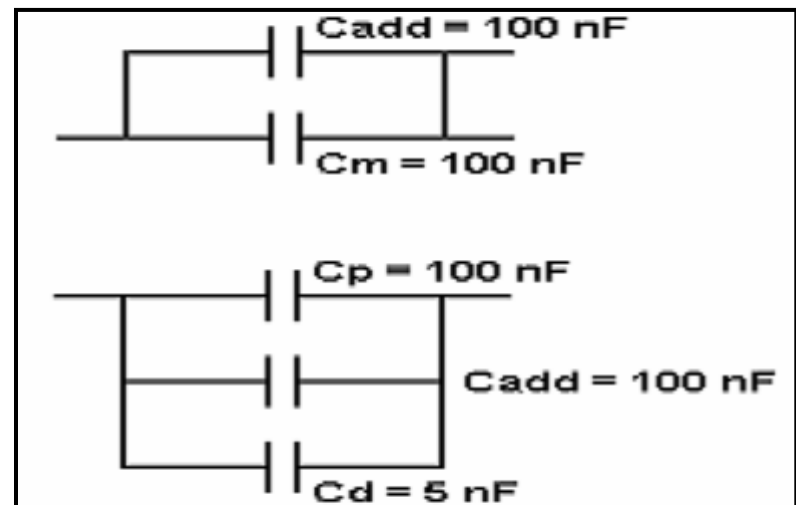 Cadd = 100 nF
Cm = 100 nF
Cp = 100 nF
Cadd = 100 nF
Cd = 5 nF